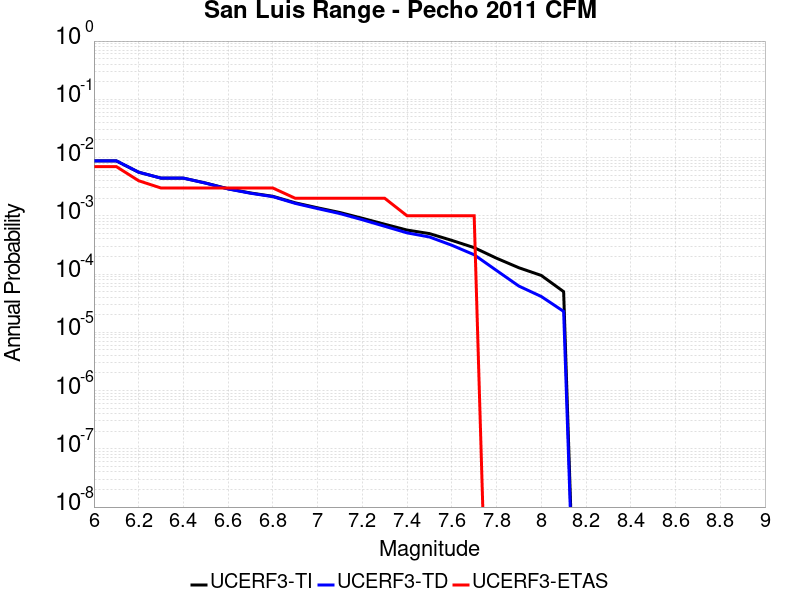 San Luis Range - Pecho 2011 CFM
10^0
10^-1
10^-2
10^-3
10^-4
10^-5
10^-6
10^-7
10^-8
Annual Probability
6 6.2 6.4 6.6 6.8 7 7.2 7.4 7.6 7.8 8 8.2 8.4 8.6 8.8 9
Magnitude
UCERF3-TI UCERF3-TD UCERF3-ETAS